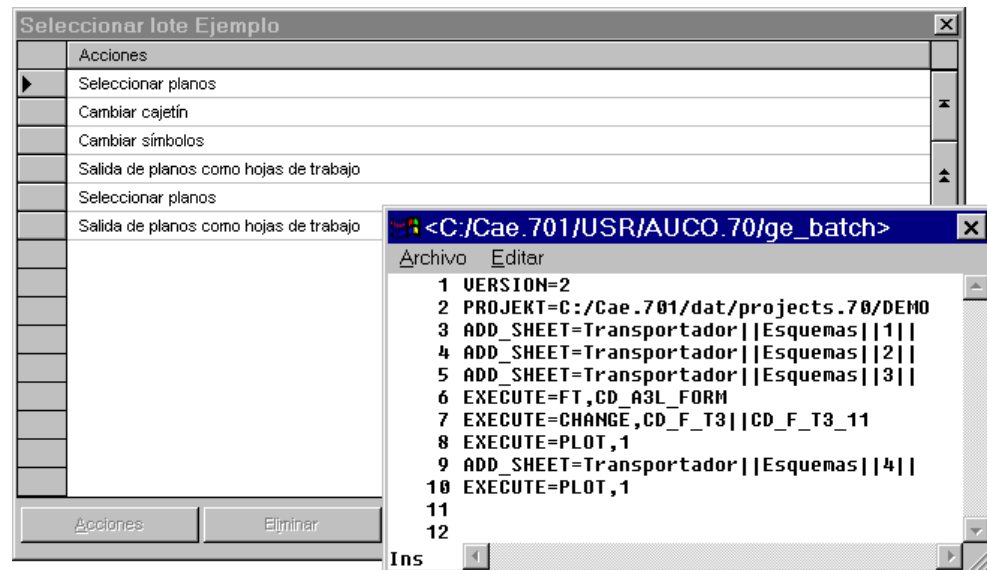 Seleccionar lote Ejemplo
Acciones
Seleccionar planos
Cambiar cajetín
Cambiar símbolos
Salida de planos como hojas de trabajo
Seleccionar planos
Salida de planos como hojas de trabajo
Acciones Eliminar
<C:/Cae.701/USR/AUCO.70/ge_batch>
Archivo Editar
1 VERSION=2
2 PROJEKT=C:/Cae.701/dat/projects.70/DEMO
3 ADD_SHEET=Transportador||Esquemas||1||
4 ADD_SHEET=Transportador||Esquemas||2||
5 ADD_SHEET=Transportador||Esquemas||3||
6 EXECUTE=FT,CD_A3L_FORM
7 EXECUTE=CHANGE,CD_F_T3||CD_F_T3_11
8 EXECUTE=PLOT,1
9 ADD_SHEET=Transportador||Esquemas||4||
10 EXECUTE=PLOT,1
11
12
Ins